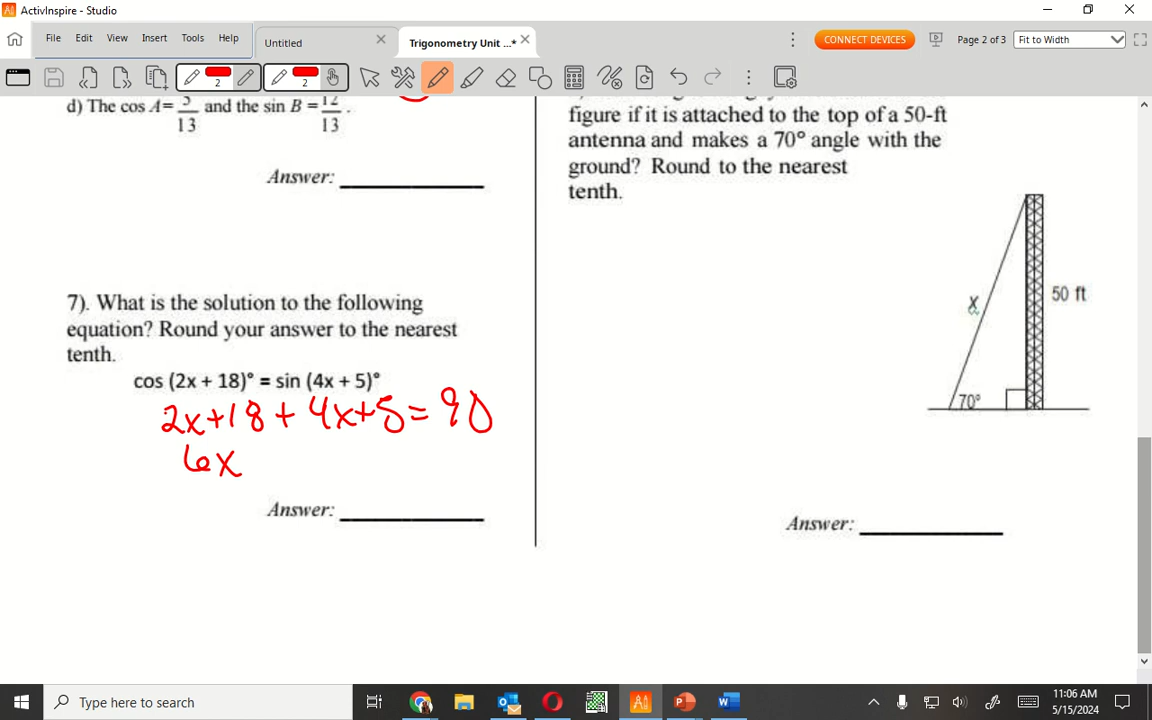 ActivInspire - Studio
File Edit View Insert Tools Help
Untitled
Trigonometry Unit ...*
CONNECT DEVICES
Page 2 of 3
Fit to Width
2
2
d) The cos A= 5/13 and the sin B = 12/13 .
Answer: ____________
7). What is the solution to the following
equation? Round your answer to the nearest
tenth.
cos (2x + 18)° = sin (4x + 5)°
2x+18 + 4x+5 = 90
6x
Answer: ____________
figure if it is attached to the top of a 50-ft
antenna and makes a 70° angle with the
ground? Round to the nearest
tenth.
x
50 ft
70°
Answer: ____________
Type here to search
11:06 AM
5/15/2024